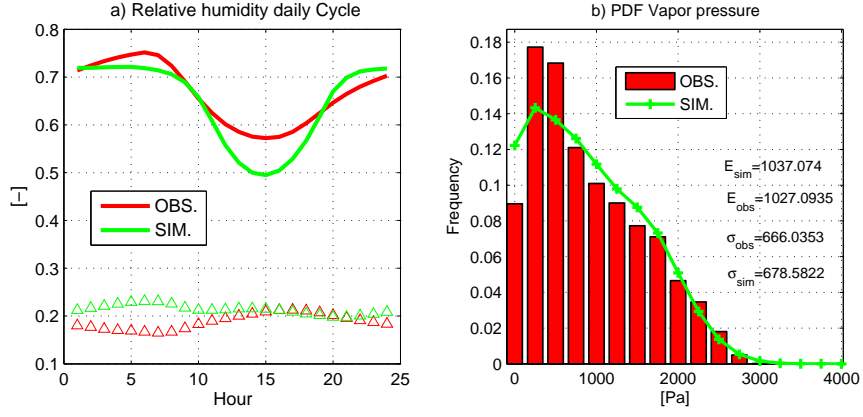 a) Relative humidity daily Cycle
0.8
0.7
0.6
0.5
0.4
0.3
0.2
0.1
[−]
OBS.
SIM.
0 5 10 15 20 25
Hour
b) PDF Vapor pressure
0.18
0.16
0.14
0.12
0.1
0.08
0.06
0.04
0.02
0
Frequency
OBS.
SIM.
E_sim=1037.074
E_obs=1027.0935
σ_obs=666.0353
σ_sim=678.5822
0 1000 2000 3000 4000
[Pa]